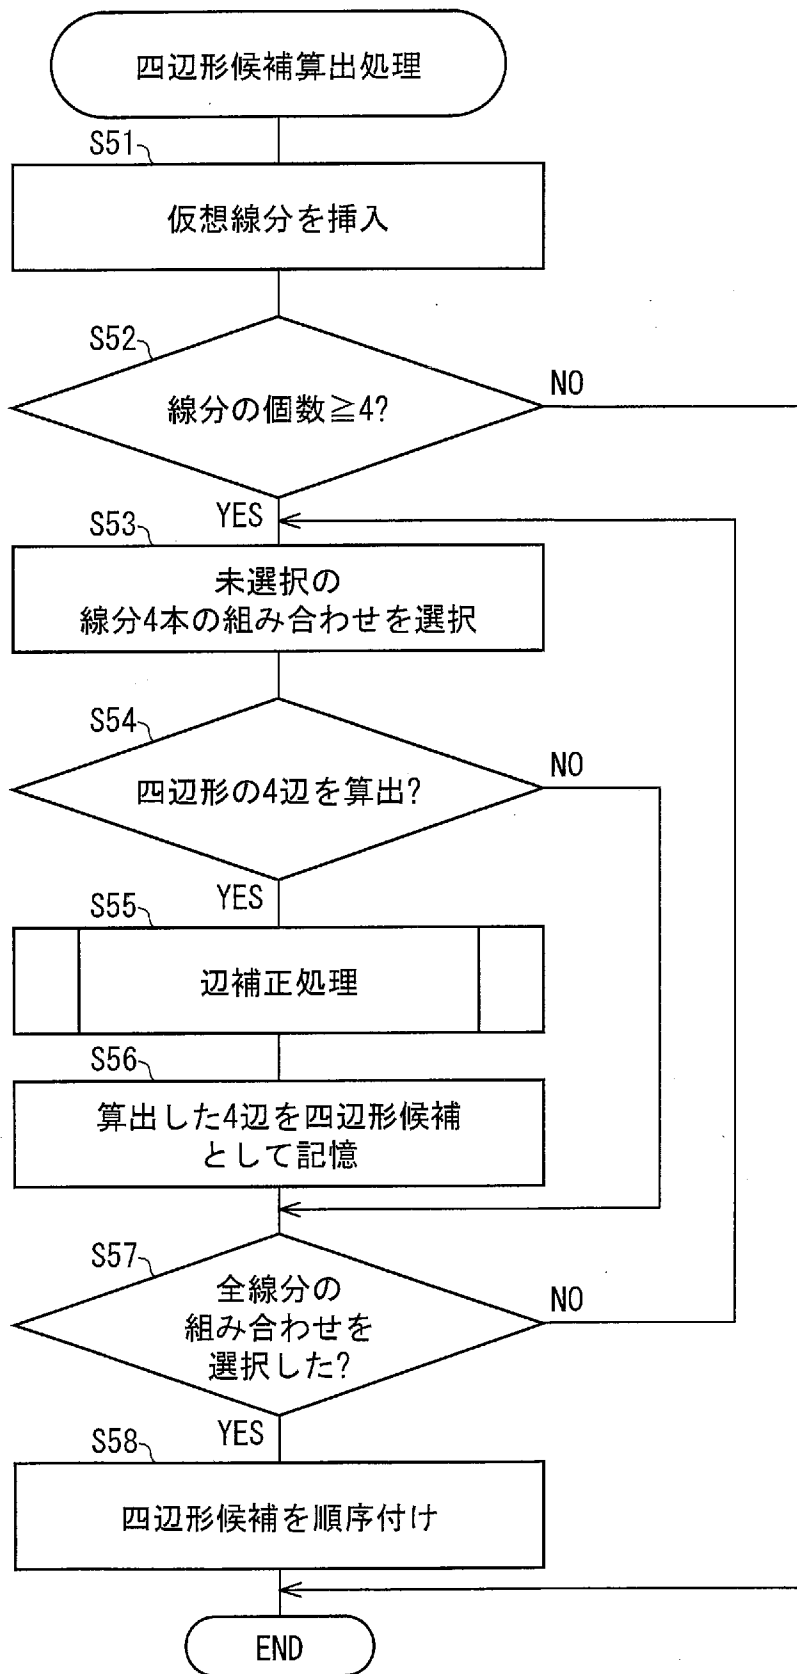 四辺形候補算出処理
S51
仮想線分を挿入
S52
線分の個数≧4?
NO
YES
S53
未選択の
線分4本の組み合わせを選択
S54
四辺形の4辺を算出?
NO
YES
S55
辺補正処理
S56
算出した4辺を四辺形候補
として記憶
S57
全線分の
組み合わせを
選択した?
NO
YES
S58
四辺形候補を順序付け
END